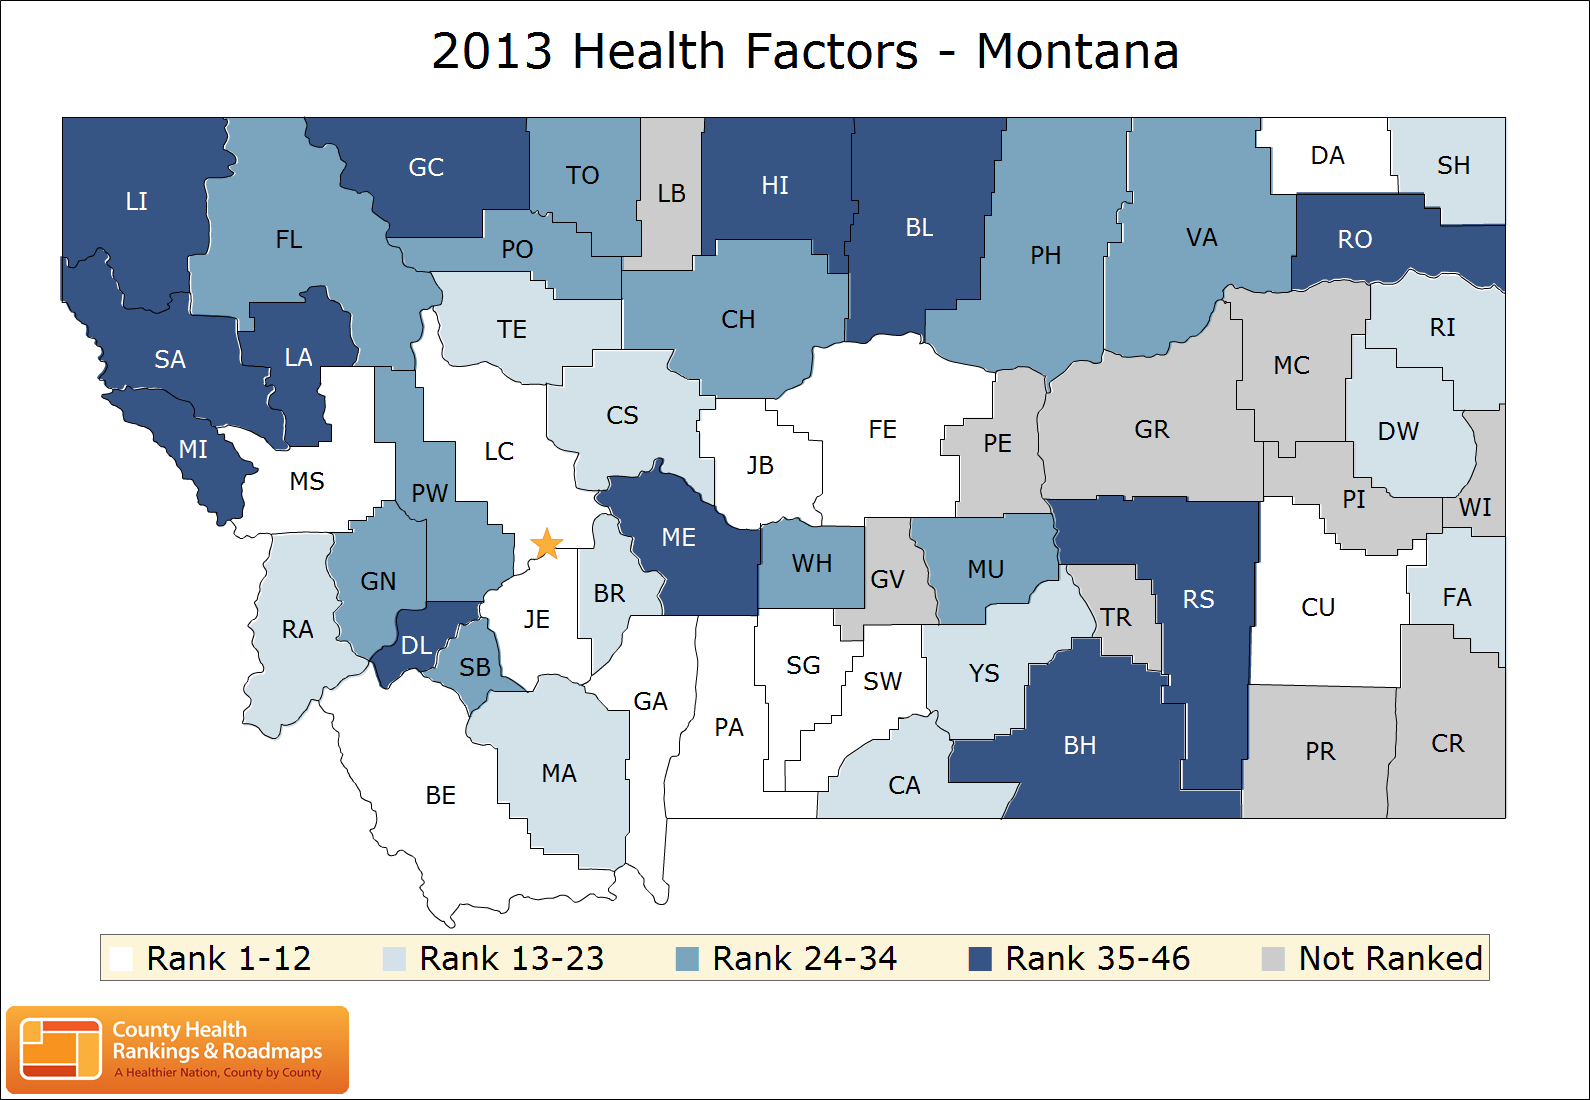 2013 Health Factors - Montana
DA
SH
GC
TO
LB
HI
LI
BL
FL
PO
PH
VA
RO
CH
TE
RI
SA
LA
MC
CS
FE
GR
DW
MI
LC
JB
PE
MS
PW
PI
WI
ME
WH
MU
GN
GV
BR
RS
CU
FA
RA
JE
TR
DL
SB
SG
YS
SW
GA
PA
BH
PR
CR
MA
CA
BE
Rank 1-12 Rank 13-23 Rank 24-34 Rank 35-46 Not Ranked
County Health
Rankings & Roadmaps
A Healthier Nation, County by County